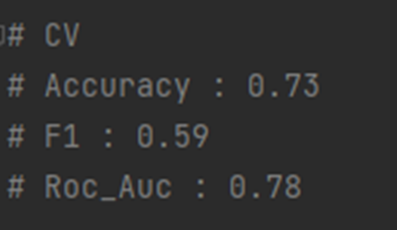 # CV
# Accuracy : 0.73
# F1 : 0.59
# Roc_Auc : 0.78